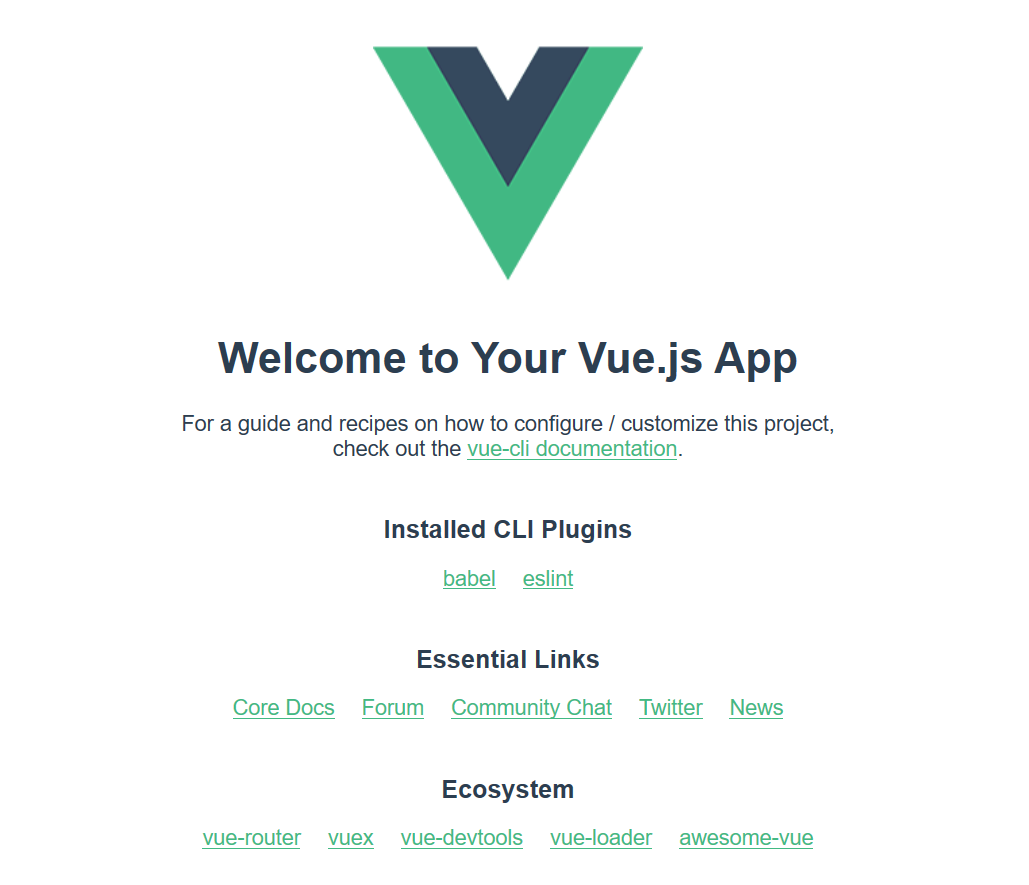 Welcome to Your Vue.js App
For a guide and recipes on how to configure / customize this project,
check out the vue-cli documentation.
Installed CLI Plugins
babel eslint
Essential Links
Core Docs Forum Community Chat Twitter News
Ecosystem
vue-router vuex vue-devtools vue-loader awesome-vue